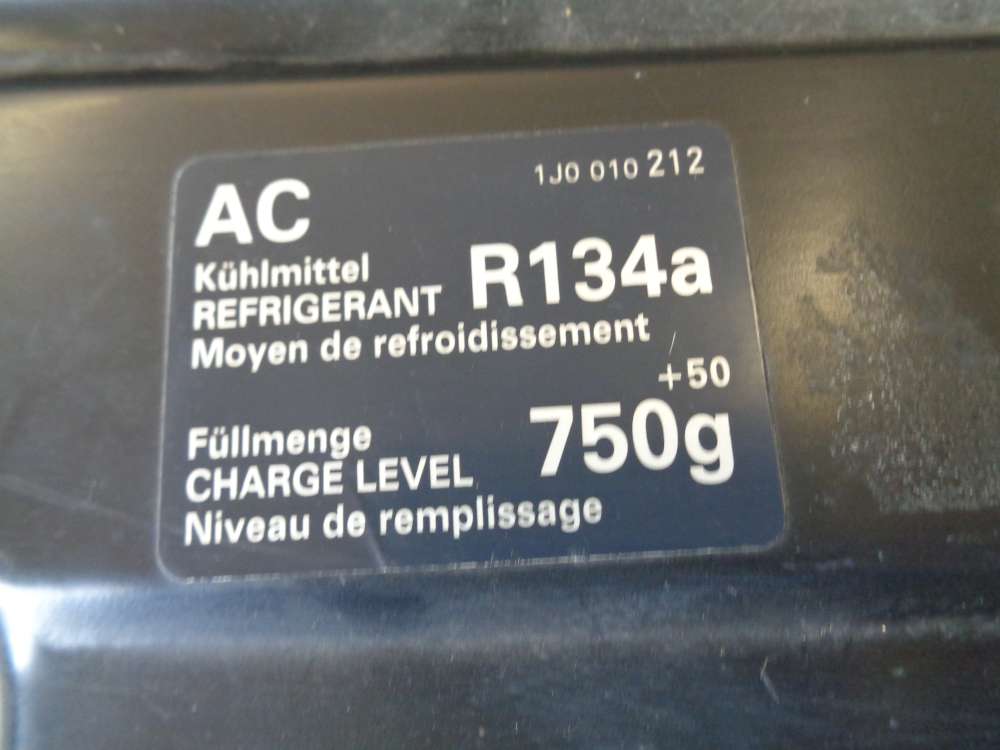 1J0 010 212
AC
Kühlmittel
REFRIGERANT R134a
Moyen de refroidissement
+50
Füllmenge
CHARGE LEVEL 750g
Niveau de remplissage